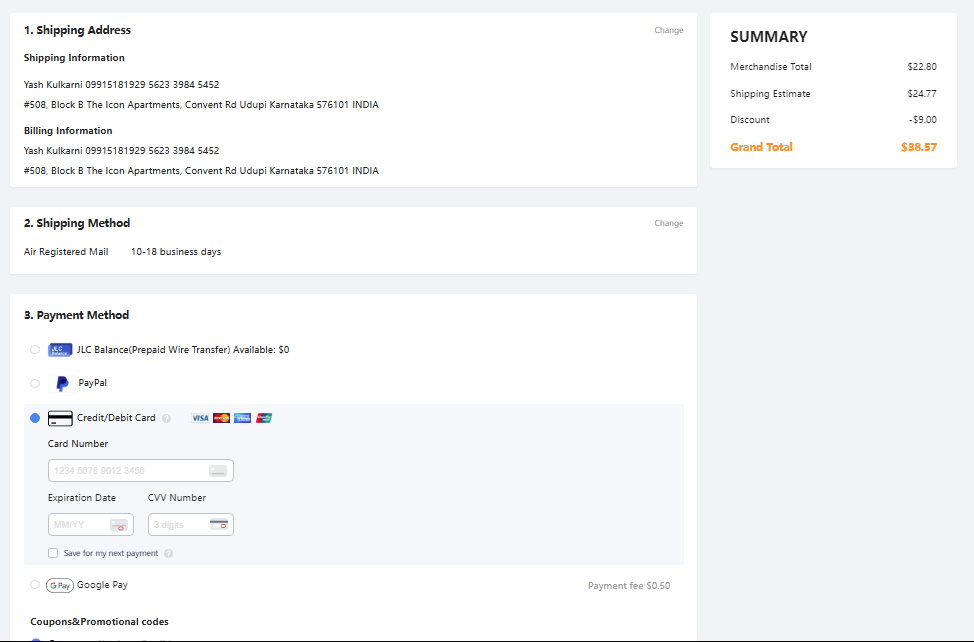 1. Shipping Address
Change
Shipping Information
Yash Kulkarni 09915181929 5623 3984 5452
#508, Block B The Icon Apartments, Convent Rd Udupi Karnataka 576101 INDIA
Billing Information
Yash Kulkarni 09915181929 5623 3984 5452
#508, Block B The Icon Apartments, Convent Rd Udupi Karnataka 576101 INDIA
2. Shipping Method
Change
Air Registered Mail 10-18 business days
3. Payment Method
JLC Balance(Prepaid Wire Transfer) Available: $0
PayPal
Credit/Debit Card ? VISA
Card Number
1234 5678 9012 3456
Expiration Date CVV Number
MM/YY 3 digits
Save for my next payment ?
G Pay Google Pay Payment fee $0.50
Coupons&Promotional codes
SUMMARY
Merchandise Total $22.80
Shipping Estimate $24.77
Discount -$9.00
Grand Total $38.57